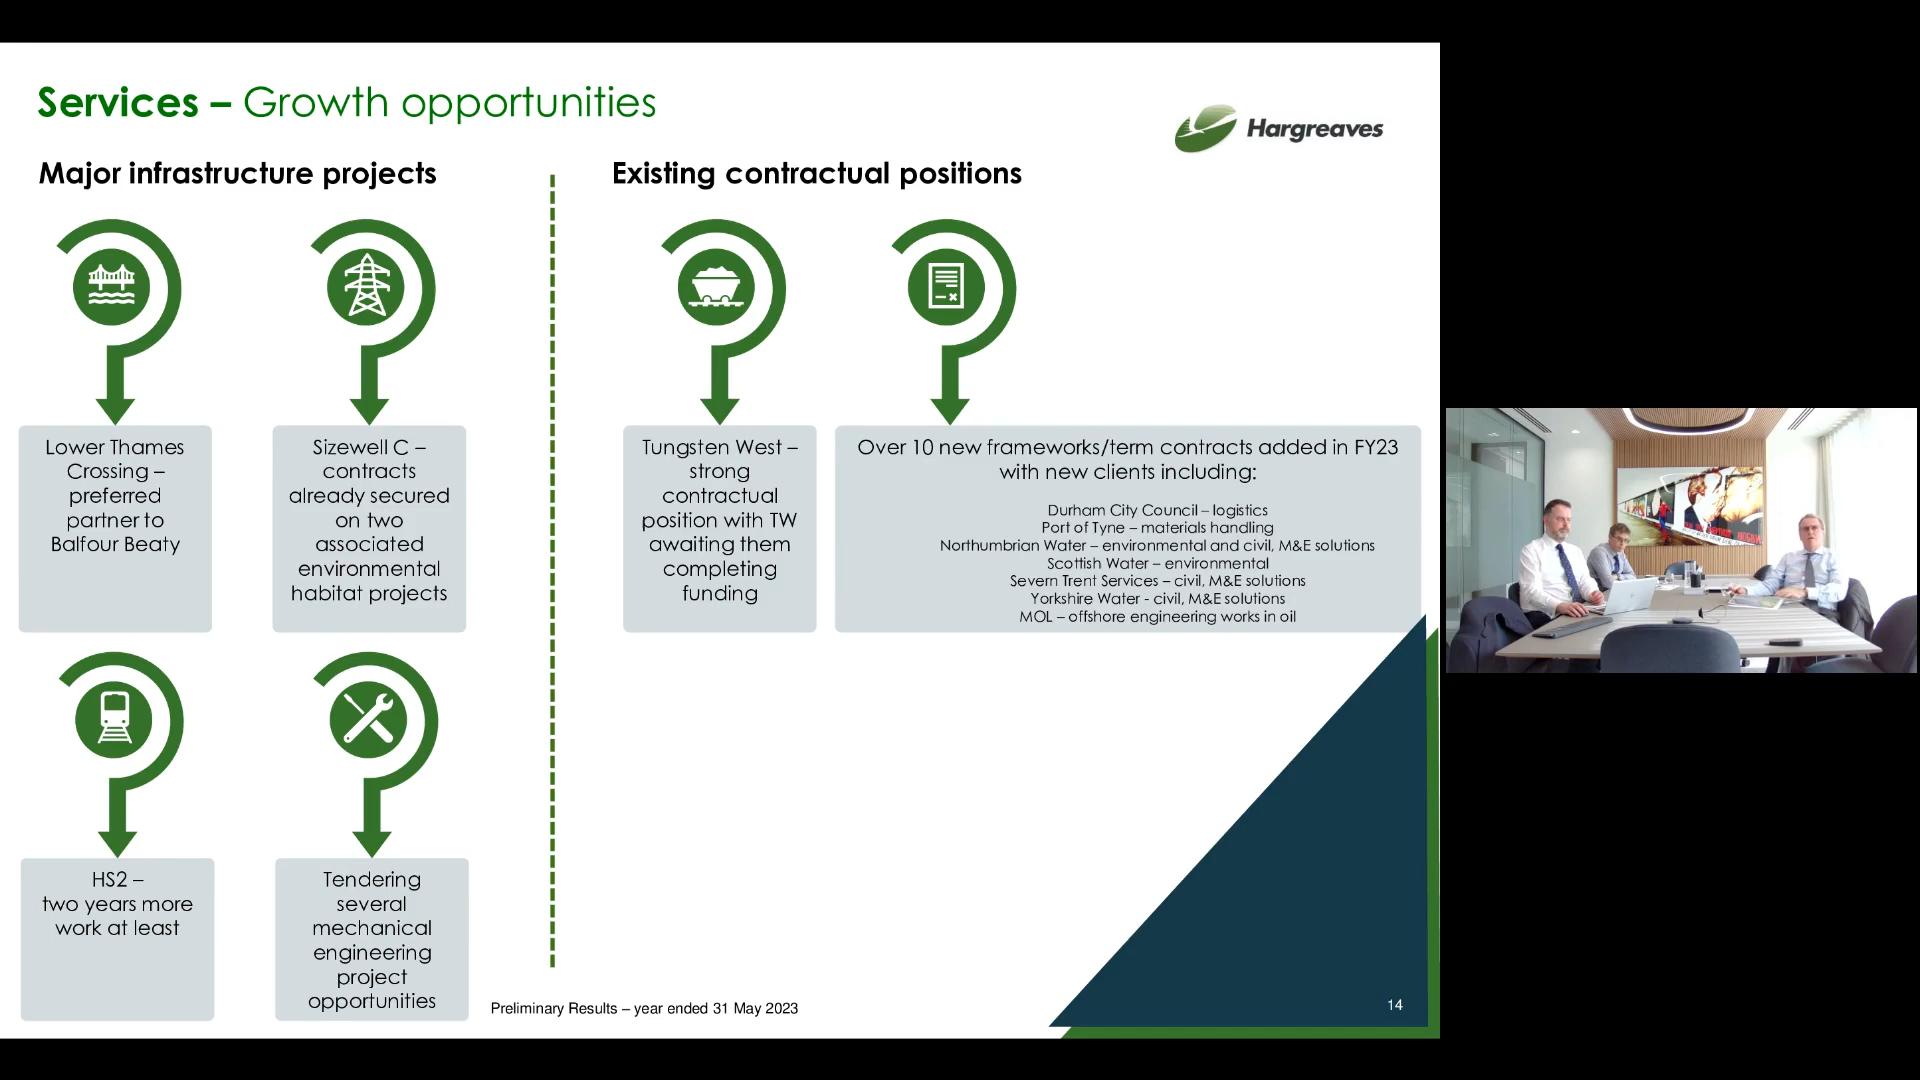 Services – Growth opportunities
Hargreaves
Major infrastructure projects
Existing contractual positions
Lower Thames
Crossing –
preferred
partner to
Balfour Beaty
Sizewell C –
contracts
already secured
on two
associated
environmental
habitat projects
Tungsten West –
strong
contractual
position with TW
awaiting them
completing
funding
Over 10 new frameworks/term contracts added in FY23
with new clients including:
Durham City Council – logistics
Port of Tyne – materials handling
Northumbrian Water – environmental and civil, M&E solutions
Scottish Water – environmental
Severn Trent Services – civil, M&E solutions
Yorkshire Water - civil, M&E solutions
MOL – offshore engineering works in oil
HS2 –
two years more
work at least
Tendering
several
mechanical
engineering
project
opportunities
Preliminary Results – year ended 31 May 2023
14